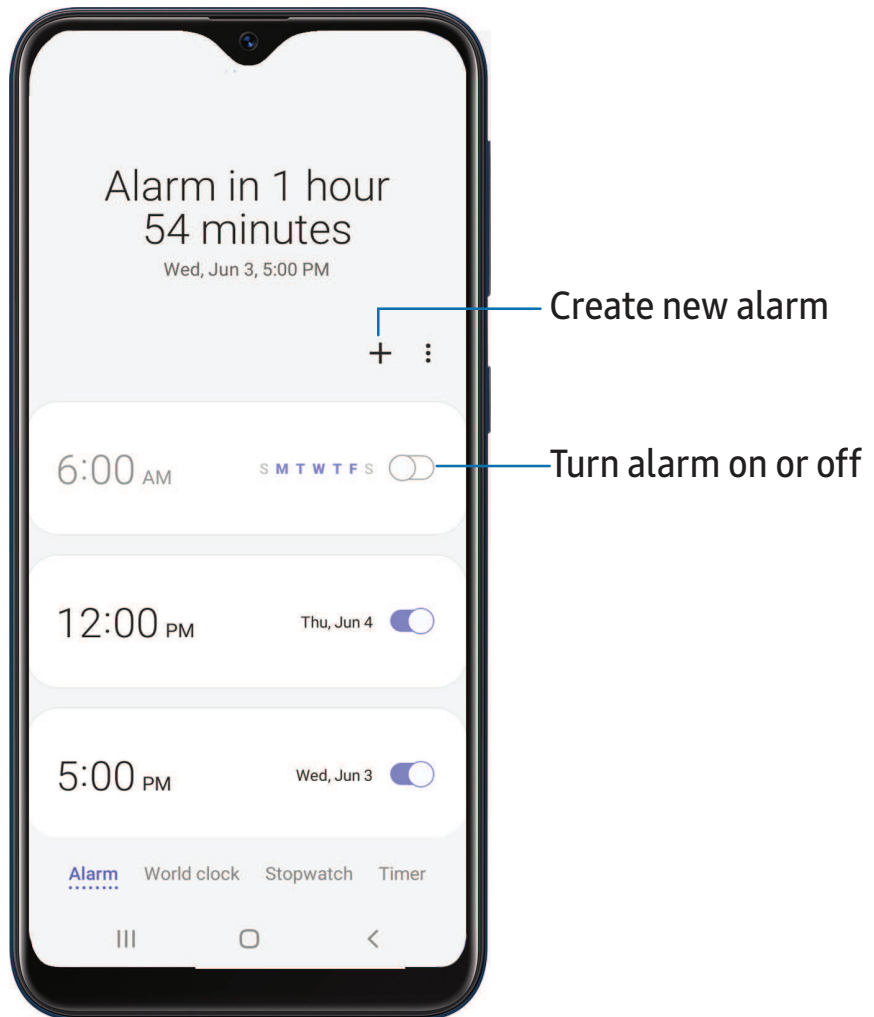 Alarm in 1 hour
54 minutes
Wed, Jun 3, 5:00 PM
Create new alarm
6:00 AM S M T W T F S
Turn alarm on or off
12:00 PM Thu, Jun 4
5:00 PM Wed, Jun 3
Alarm World clock Stopwatch Timer